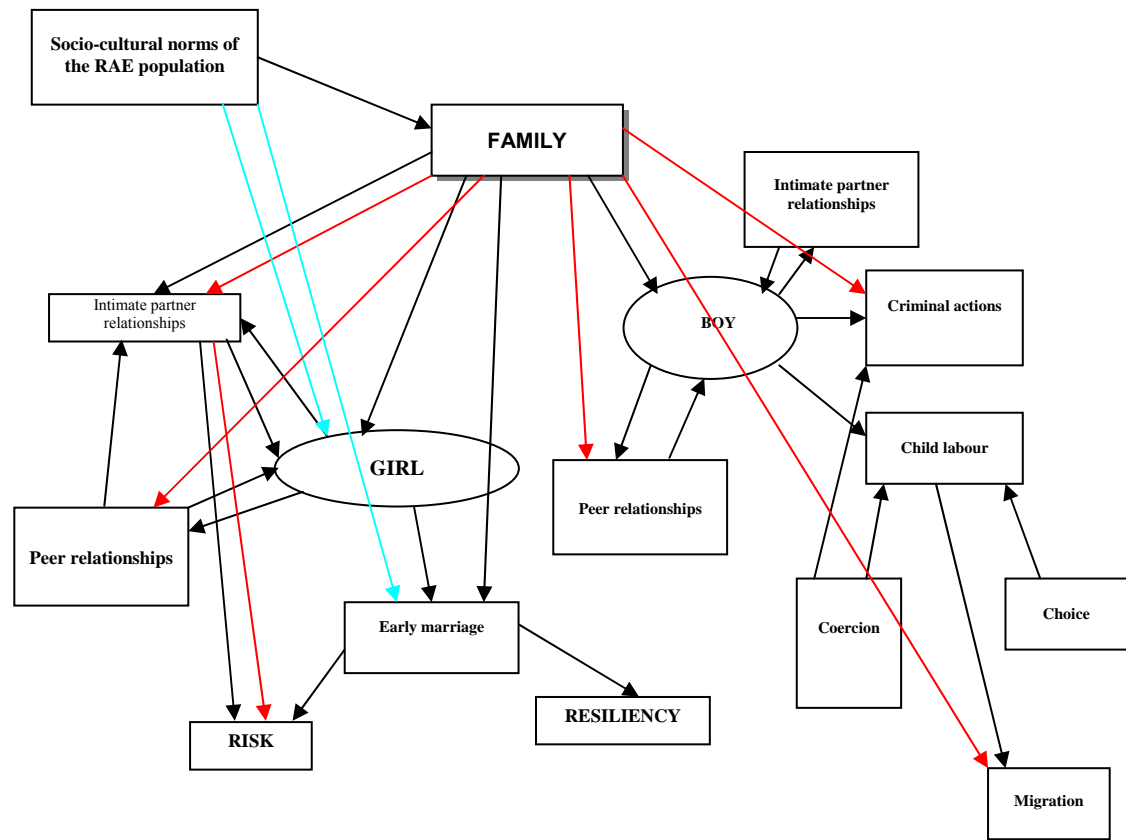 Socio-cultural norms of
the RAE population
FAMILY
Intimate partner
relationships
Intimate partner
relationships
Criminal actions
BOY
Child labour
GIRL
Peer relationships
Peer relationships
Early marriage
Coercion
Choice
RESILIENCY
RISK
Migration